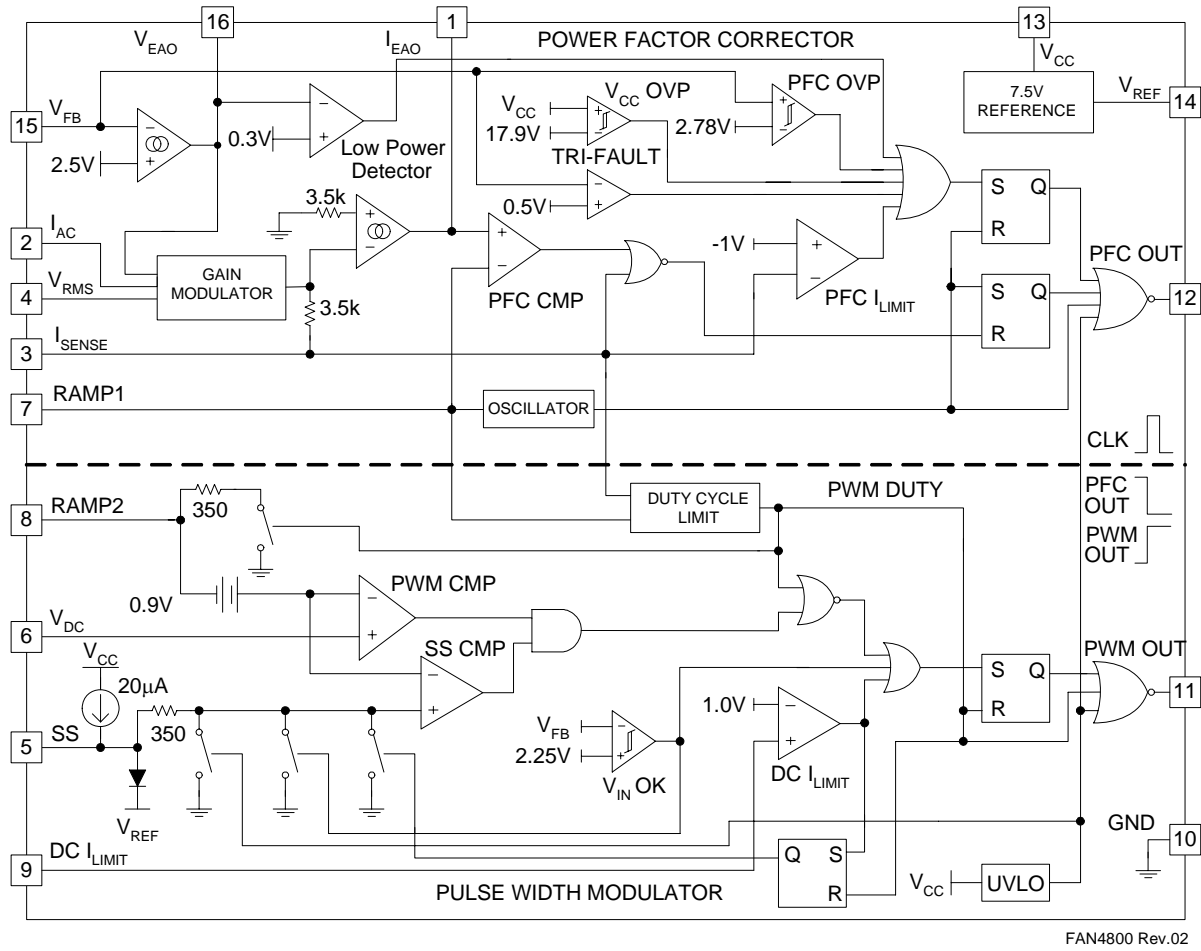 16
1
13
V_EAO
I_EAO
POWER FACTOR CORRECTOR
V_CC
15
V_FB
0.3V
Low Power
Detector
V_CC
17.9V
V_CC OVP
TRI-FAULT
PFC OVP
2.78V
7.5V
REFERENCE
V_REF
14
2.5V
3.5k
0.5V
S
Q
R
2
I_AC
GAIN
MODULATOR
-1V
PFC OUT
4
V_RMS
3.5k
PFC CMP
PFC I_LIMIT
S
Q
R
12
3
I_SENSE
7
RAMP1
OSCILLATOR
CLK
8
RAMP2
350
DUTY CYCLE
LIMIT
PWM DUTY
PFC
OUT
PWM
OUT
0.9V
PWM CMP
6
V_DC
SS CMP
V_CC
20μA
S
Q
R
PWM OUT
11
5
SS
350
V_FB
2.25V
V_IN OK
1.0V
DC I_LIMIT
V_REF
9
DC I_LIMIT
Q
S
R
V_CC
UVLO
GND
10
PULSE WIDTH MODULATOR
FAN4800 Rev.02